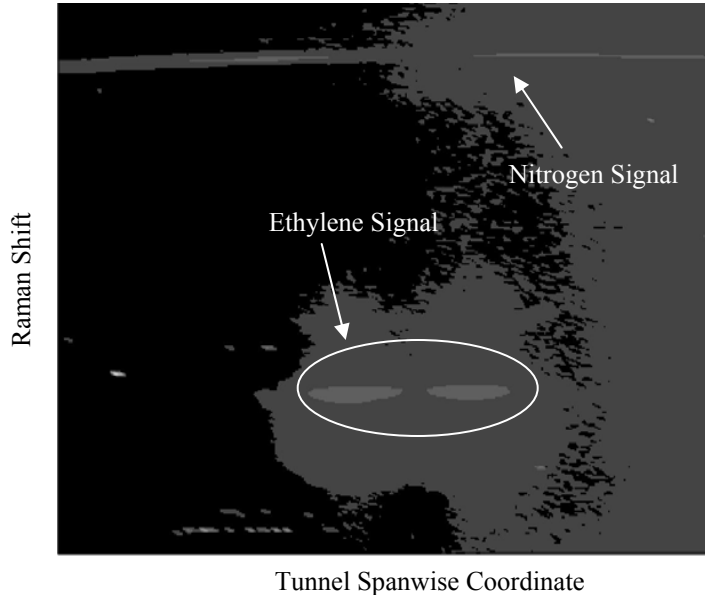 Nitrogen Signal
Ethylene Signal
Raman Shift
Tunnel Spanwise Coordinate